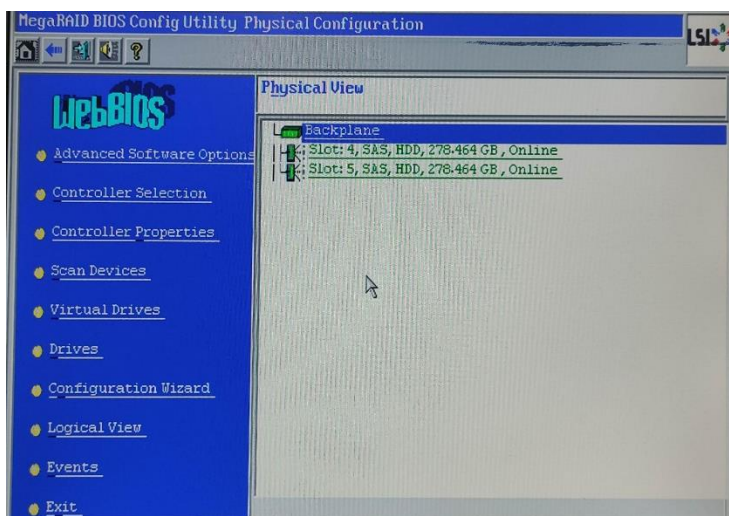 MegaRAID BIOS Config Utility Physical Configuration
LSI
WebBIOS
Advanced Software Options
Controller Selection
Controller Properties
Scan Devices
Virtual Drives
Drives
Configuration Wizard
Logical View
Events
Exit
Physical View
Backplane
Slot: 4, SAS, HDD, 278.464 GB, Online
Slot: 5, SAS, HDD, 278.464 GB, Online